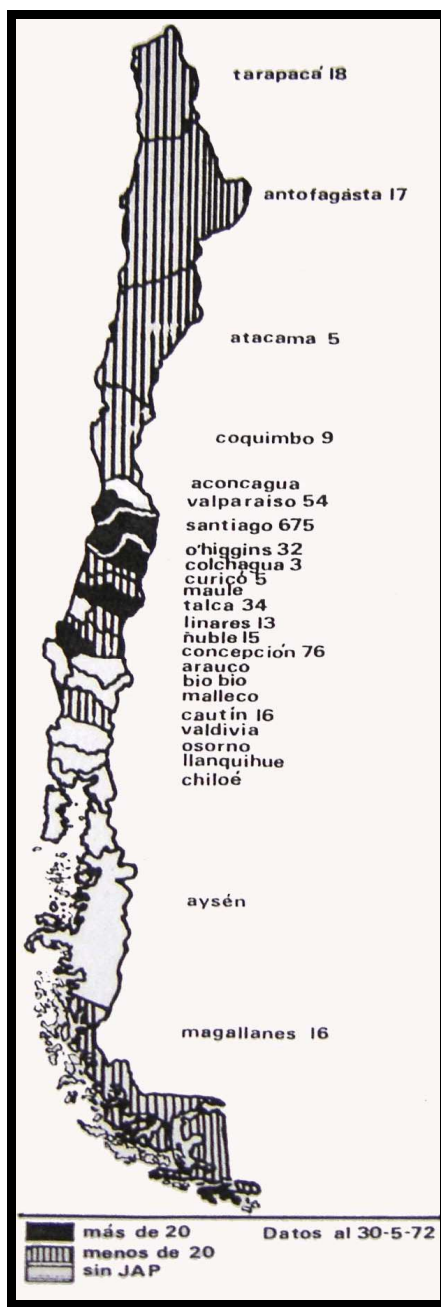 tarapacá 18
antofagásta 17
atacama 5
coquimbo 9
aconcagua
valparaiso 54
santiago 675
o'higgins 32
colchaqua 3
curicó 5
maule
talca 34
linares 13
ñuble 15
concepción 76
arauco
bio bio
malleco
cautín 16
valdivia
osorno
llanquihue
chiloé
aysén
magallanes 16
más de 20 Datos al 30-5-72
menos de 20
sin JAP